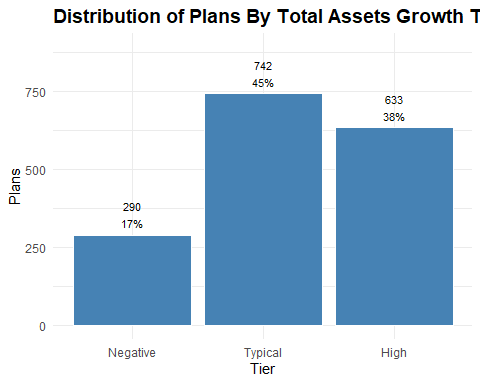 Distribution of Plans By Total Assets Growth T
742
45%
633
38%
290
17%
750
500
250
0
Plans
Negative
Typical
High
Tier